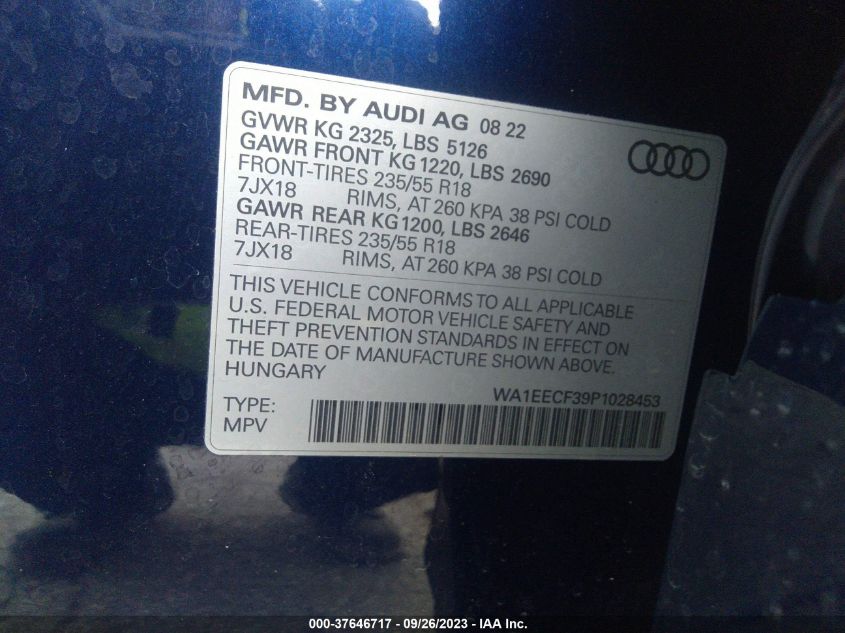 MFD. BY AUDI AG 08 22
GVWR KG 2325, LBS 5126
GAWR FRONT KG 1220, LBS 2690
FRONT-TIRES 235/55 R18
7JX18 RIMS, AT 260 KPA 38 PSI COLD
GAWR REAR KG1200, LBS 2646
REAR-TIRES 235/55 R18
7JX18 RIMS, AT 260 KPA 38 PSI COLD
THIS VEHICLE CONFORMS TO ALL APPLICABLE
U.S. FEDERAL MOTOR VEHICLE SAFETY AND
THEFT PREVENTION STANDARDS IN EFFECT ON
THE DATE OF MANUFACTURE SHOWN ABOVE.
HUNGARY
WA1EECF39P1028453
TYPE:
MPV
000-37646717 - 09/26/2023 - IAA Inc.